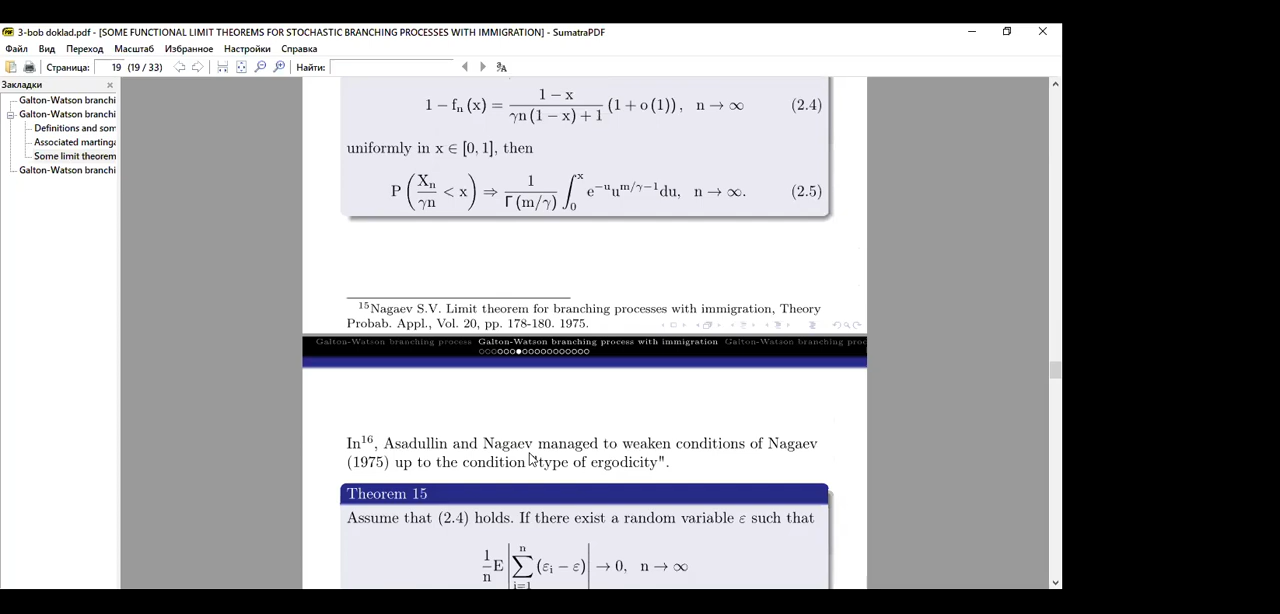 3-bob doklad.pdf - [SOME FUNCTIONAL LIMIT THEOREMS FOR STOCHASTIC BRANCHING PROCESSES WITH IMMIGRATION] - SumatraPDF
Файл Вид Переход Масштаб Избранное Настройки Справка
Страница: 19 (19 / 33) Найти:
Закладки
Galton-Watson branchi
Galton-Watson branchi
Definitions and som
Associated martinga
Some limit theorem
Galton-Watson branchi
1 − fₙ (x) = (1 − x) / (γn (1 − x) + 1) (1 + o (1)), n → ∞ (2.4)
uniformly in x ∈ [0, 1], then
P (Xₙ/γn < x) ⇒ 1/Γ(m/γ) ∫₀ˣ e^{−u}u^{m/γ−1}du, n → ∞. (2.5)
¹⁵Nagaev S.V. Limit theorem for branching processes with immigration, Theory
Probab. Appl., Vol. 20, pp. 178-180. 1975.
Galton-Watson branching process Galton-Watson branching process with immigration Galton-Watson branching proc
In¹⁶, Asadullin and Nagaev managed to weaken conditions of Nagaev
(1975) up to the condition "type of ergodicity".
Theorem 15
Assume that (2.4) holds. If there exist a random variable ε such that
1/n E |∑ⁿᵢ₌₁ (εᵢ − ε)| → 0, n → ∞